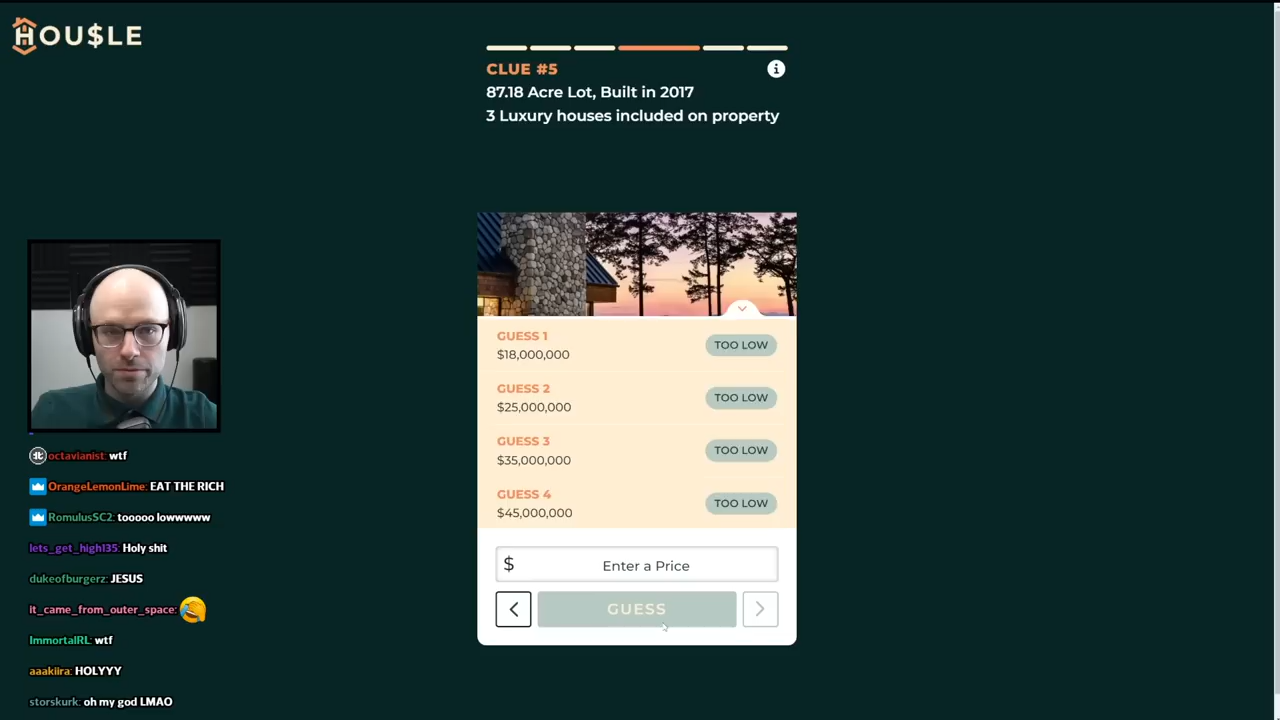 HOU$LE
CLUE #5
87.18 Acre Lot, Built in 2017
3 Luxury houses included on property
GUESS 1
$18,000,000
TOO LOW
GUESS 2
$25,000,000
TOO LOW
GUESS 3
$35,000,000
TOO LOW
GUESS 4
$45,000,000
TOO LOW
$ Enter a Price
GUESS
octavianist: wtf
OrangeLemonLime: EAT THE RICH
RomulusSC2: tooooo lowwwww
lets_get_high135: Holy shit
dukeofburgerz: JESUS
it_came_from_outer_space:
ImmortalRL: wtf
aaakiira: HOLYYY
storskurk: oh my god LMAO